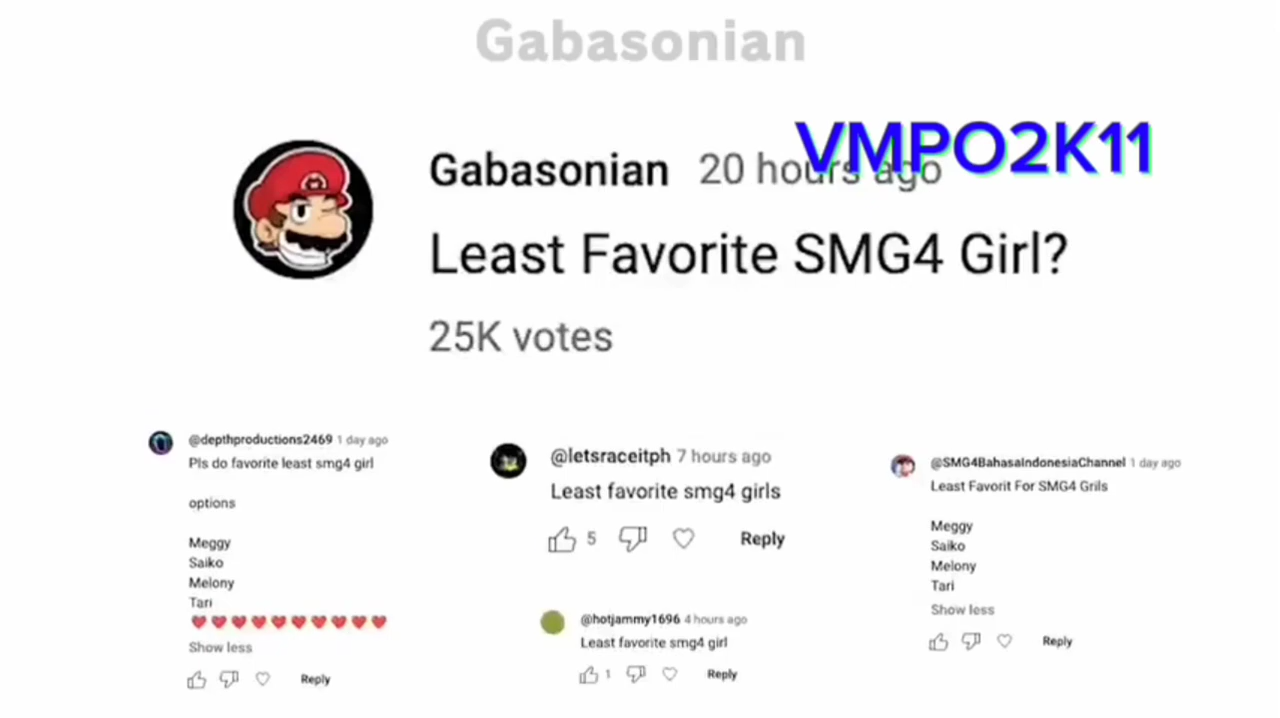 Gabasonian
VMPO2K11
Gabasonian 20 hours ago
Least Favorite SMG4 Girl?
25K votes
@depthproductions2469 1 day ago
Pls do favorite least smg4 girl
options
Meggy
Saiko
Melony
Tari
❤️❤️❤️❤️❤️❤️❤️❤️❤️❤️
Show less
Reply
@letsraceitph 7 hours ago
Least favorite smg4 girls
5 Reply
@hotjammy1696 4 hours ago
Least favorite smg4 girl
1 Reply
@SMG4BahasaIndonesiaChannel 1 day ago
Least Favorit For SMG4 Grils
Meggy
Saiko
Melony
Tari
Show less
Reply